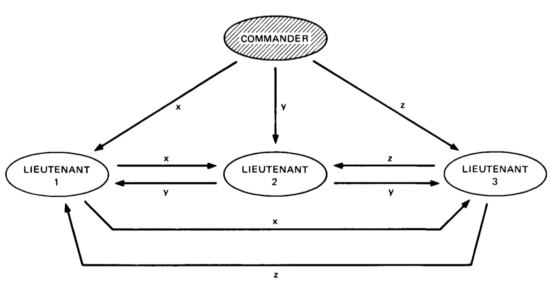 COMMANDER
x
y
z
LIEUTENANT
1
x
y
LIEUTENANT
2
z
y
LIEUTENANT
3
x
z